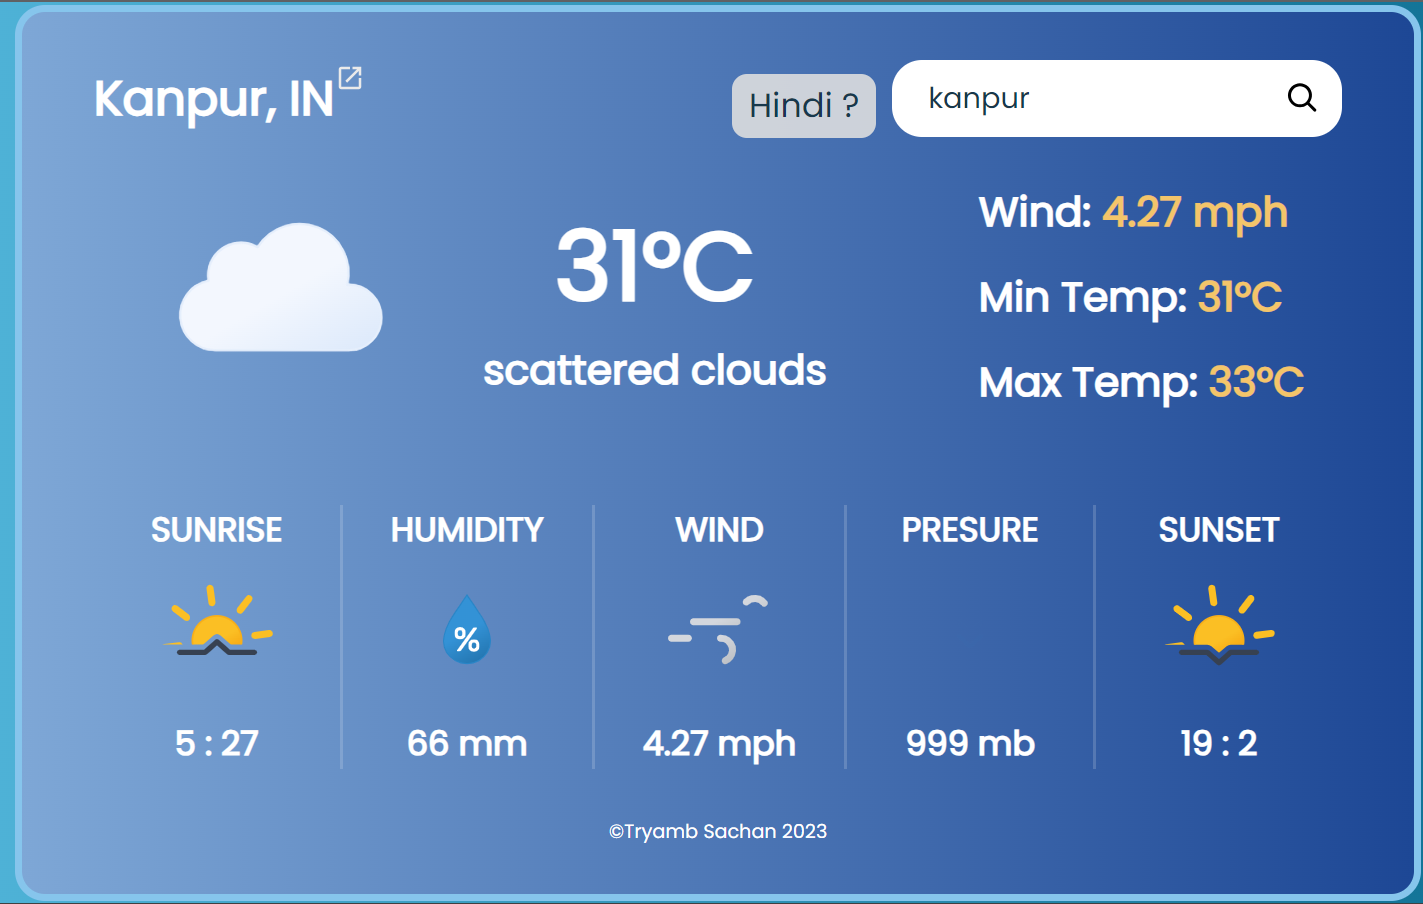 Kanpur, IN
Hindi ?
kanpur
31°C
scattered clouds
Wind: 4.27 mph
Min Temp: 31°C
Max Temp: 33°C
SUNRISE
HUMIDITY
WIND
PRESURE
SUNSET
%
5 : 27
66 mm
4.27 mph
999 mb
19 : 2
©Tryamb Sachan 2023